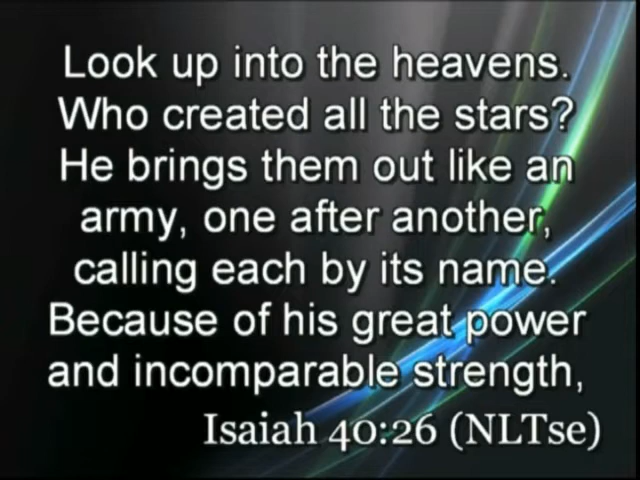 Look up into the heavens.
Who created all the stars?
He brings them out like an
army, one after another,
calling each by its name.
Because of his great power
and incomparable strength,
Isaiah 40:26 (NLTse)